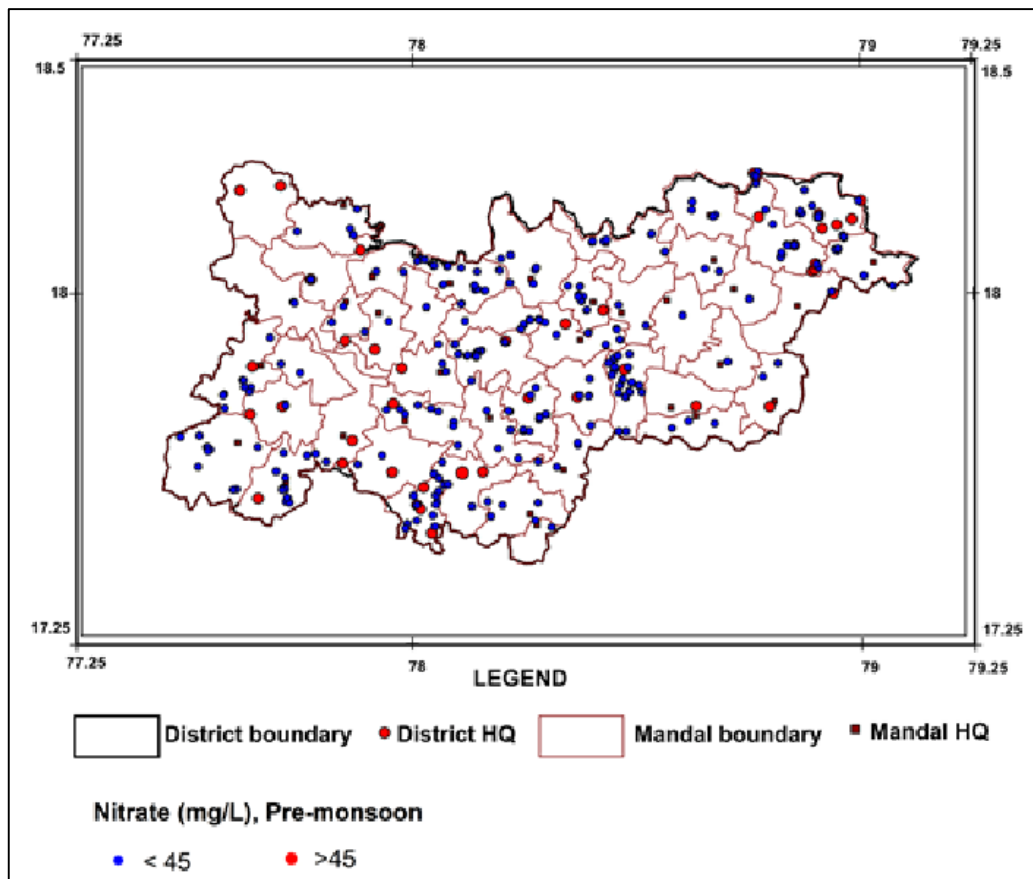 77.25 78 79 79.25
18.5 18.5
18 18
17.25 17.25
77.25 78 79 79.25
LEGEND
District boundary District HQ Mandal boundary Mandal HQ
Nitrate (mg/L), Pre-monsoon
< 45 >45